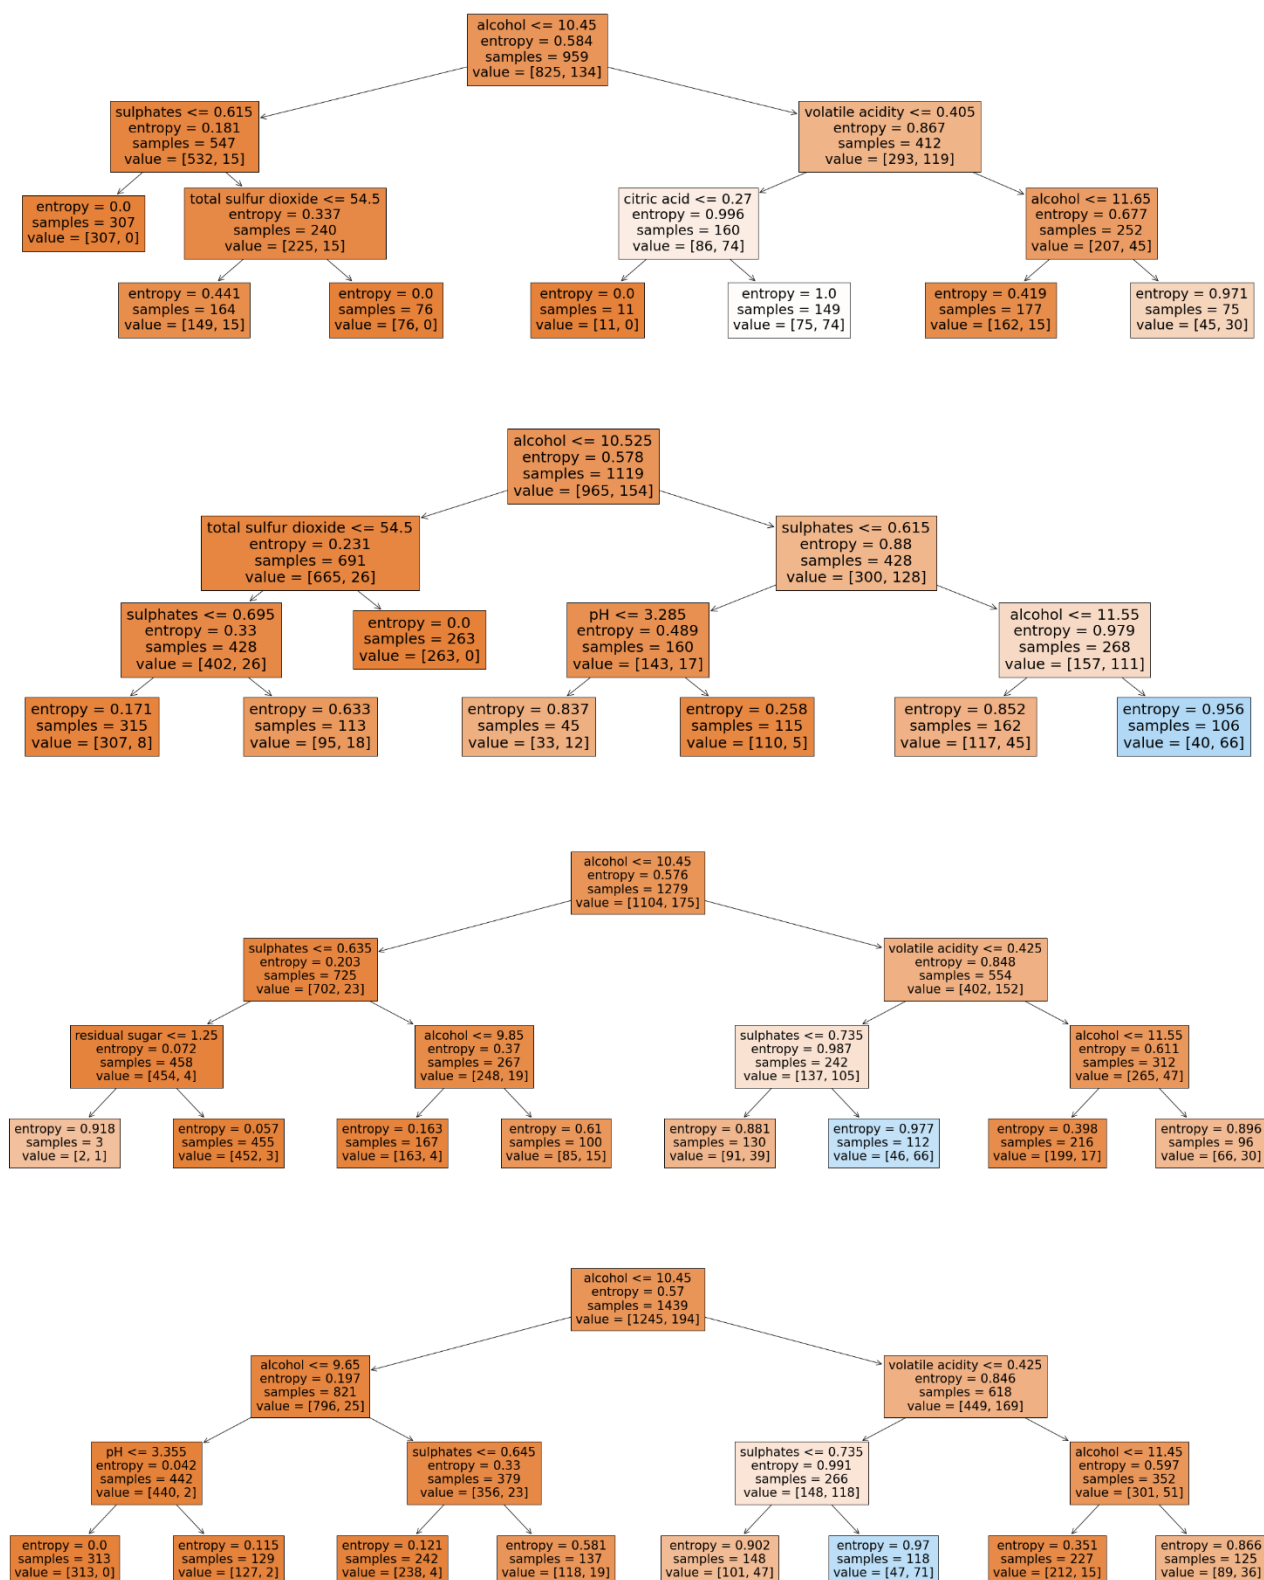 alcohol <= 10.45
entropy = 0.584
samples = 959
value = [825, 134]
sulphates <= 0.615
entropy = 0.181
samples = 547
value = [532, 15]
volatile acidity <= 0.405
entropy = 0.867
samples = 412
value = [293, 119]
entropy = 0.0
samples = 307
value = [307, 0]
total sulfur dioxide <= 54.5
entropy = 0.337
samples = 240
value = [225, 15]
citric acid <= 0.27
entropy = 0.996
samples = 160
value = [86, 74]
alcohol <= 11.65
entropy = 0.677
samples = 252
value = [207, 45]
entropy = 0.441
samples = 164
value = [149, 15]
entropy = 0.0
samples = 76
value = [76, 0]
entropy = 0.0
samples = 11
value = [11, 0]
entropy = 1.0
samples = 149
value = [75, 74]
entropy = 0.419
samples = 177
value = [162, 15]
entropy = 0.971
samples = 75
value = [45, 30]
alcohol <= 10.525
entropy = 0.578
samples = 1119
value = [965, 154]
total sulfur dioxide <= 54.5
entropy = 0.231
samples = 691
value = [665, 26]
sulphates <= 0.615
entropy = 0.88
samples = 428
value = [300, 128]
sulphates <= 0.695
entropy = 0.33
samples = 428
value = [402, 26]
entropy = 0.0
samples = 263
value = [263, 0]
pH <= 3.285
entropy = 0.489
samples = 160
value = [143, 17]
alcohol <= 11.55
entropy = 0.979
samples = 268
value = [157, 111]
entropy = 0.171
samples = 315
value = [307, 8]
entropy = 0.633
samples = 113
value = [95, 18]
entropy = 0.837
samples = 45
value = [33, 12]
entropy = 0.258
samples = 115
value = [110, 5]
entropy = 0.852
samples = 162
value = [117, 45]
entropy = 0.956
samples = 106
value = [40, 66]
alcohol <= 10.45
entropy = 0.576
samples = 1279
value = [1104, 175]
sulphates <= 0.635
entropy = 0.203
samples = 725
value = [702, 23]
volatile acidity <= 0.425
entropy = 0.848
samples = 554
value = [402, 152]
residual sugar <= 1.25
entropy = 0.072
samples = 458
value = [454, 4]
alcohol <= 9.85
entropy = 0.37
samples = 267
value = [248, 19]
sulphates <= 0.735
entropy = 0.987
samples = 242
value = [137, 105]
alcohol <= 11.55
entropy = 0.611
samples = 312
value = [265, 47]
entropy = 0.918
samples = 3
value = [2, 1]
entropy = 0.057
samples = 455
value = [452, 3]
entropy = 0.163
samples = 167
value = [163, 4]
entropy = 0.61
samples = 100
value = [85, 15]
entropy = 0.881
samples = 130
value = [91, 39]
entropy = 0.977
samples = 112
value = [46, 66]
entropy = 0.398
samples = 216
value = [199, 17]
entropy = 0.896
samples = 96
value = [66, 30]
alcohol <= 10.45
entropy = 0.57
samples = 1439
value = [1245, 194]
alcohol <= 9.65
entropy = 0.197
samples = 821
value = [796, 25]
volatile acidity <= 0.425
entropy = 0.846
samples = 618
value = [449, 169]
pH <= 3.355
entropy = 0.042
samples = 442
value = [440, 2]
sulphates <= 0.645
entropy = 0.33
samples = 379
value = [356, 23]
sulphates <= 0.735
entropy = 0.991
samples = 266
value = [148, 118]
alcohol <= 11.45
entropy = 0.597
samples = 352
value = [301, 51]
entropy = 0.0
samples = 313
value = [313, 0]
entropy = 0.115
samples = 129
value = [127, 2]
entropy = 0.121
samples = 242
value = [238, 4]
entropy = 0.581
samples = 137
value = [118, 19]
entropy = 0.902
samples = 148
value = [101, 47]
entropy = 0.97
samples = 118
value = [47, 71]
entropy = 0.351
samples = 227
value = [212, 15]
entropy = 0.866
samples = 125
value = [89, 36]